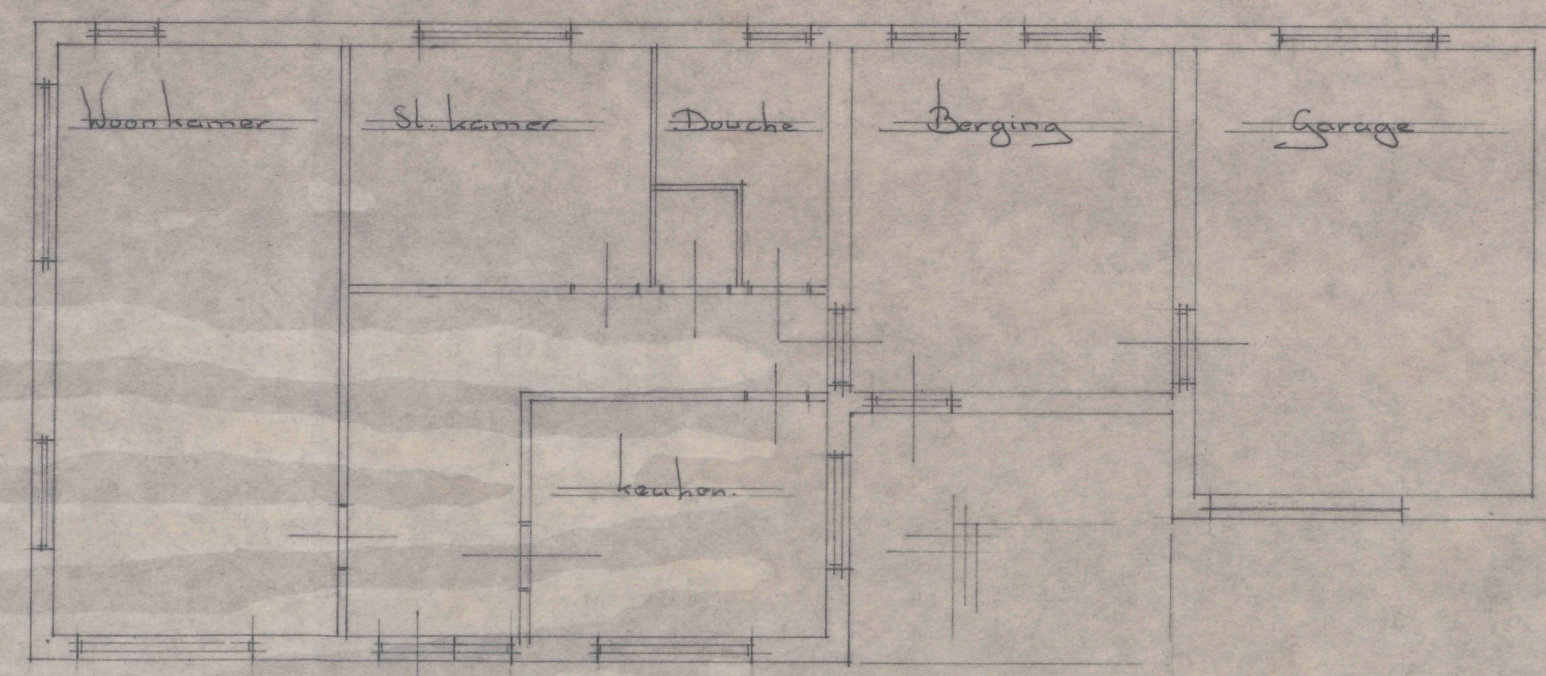 Woonkamer
Sl. kamer
Douche
Berging
Garage
keuken.